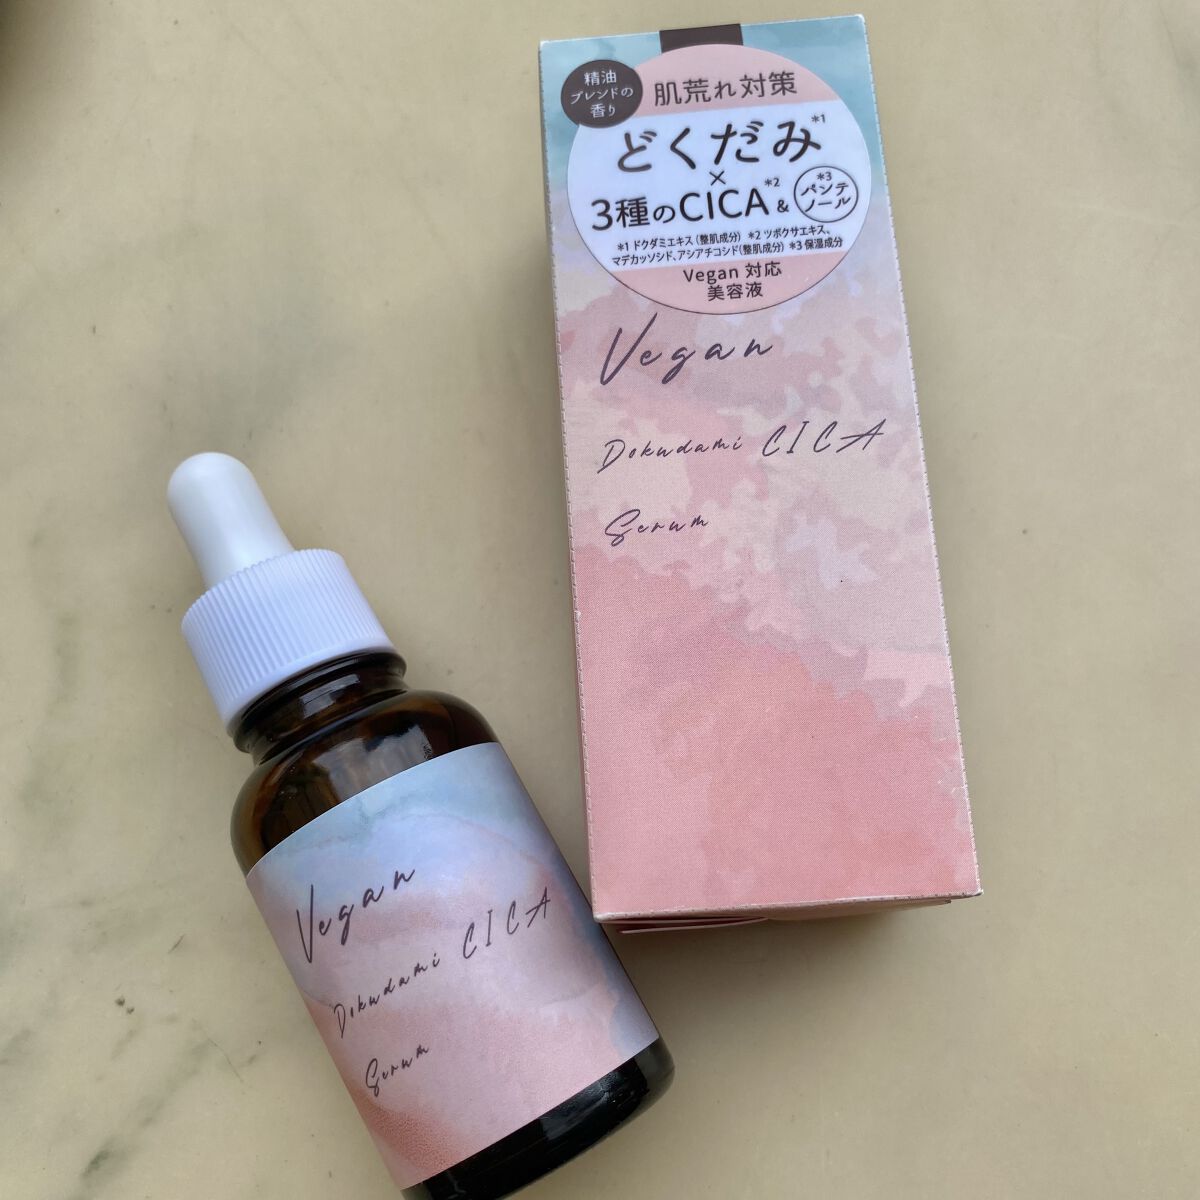 精油
ブレンドの
香り
肌荒れ対策
どくだみ*1
×
3種のCICA*2 & *3
パンテ
ノール
*1 ドクダミエキス(整肌成分) *2 ツボクサエキス、
マデカッソシド、アシアチコシド(整肌成分) *3 保湿成分
Vegan 対応
美容液
Vegan
Dokudami CICA
Serum
Vegan
Dokudami CICA
Serum